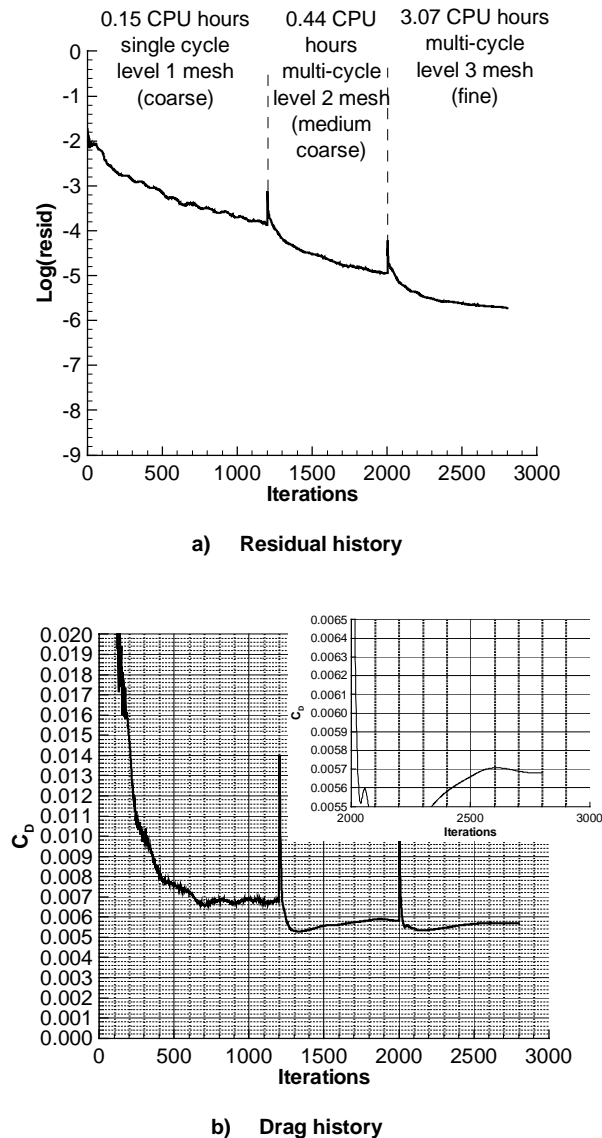 0.15 CPU hours
single cycle
level 1 mesh
(coarse)
0.44 CPU
hours
multi-cycle
level 2 mesh
(medium
coarse)
3.07 CPU hours
multi-cycle
level 3 mesh
(fine)
0
-1
-2
-3
-4
-5
-6
-7
-8
-9
Log(resid)
0 500 1000 1500 2000 2500 3000
Iterations
a) Residual history
0.020
0.019
0.018
0.017
0.016
0.015
0.014
0.013
0.012
0.011
0.010
0.009
0.008
0.007
0.006
0.005
0.004
0.003
0.002
0.001
0.000
C_D
0 500 1000 1500 2000 2500 3000
Iterations
0.0065
0.0064
0.0063
0.0062
0.0061
0.0060
0.0059
0.0058
0.0057
0.0056
0.0055
C_D
2000 2500 3000
Iterations
b) Drag history